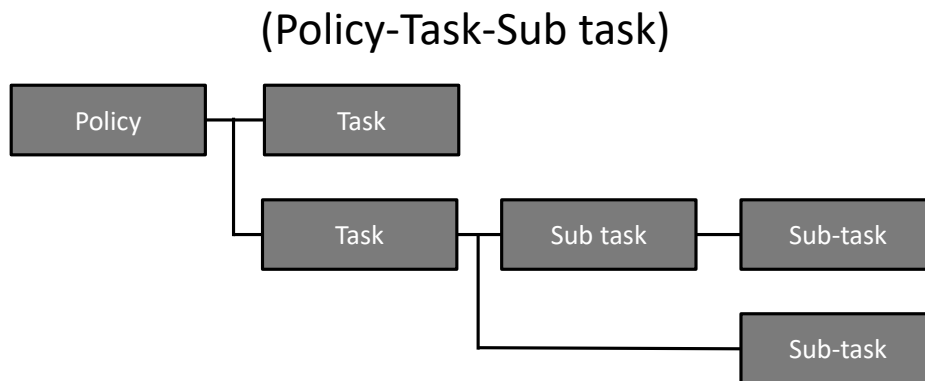 (Policy-Task-Sub task)
Policy
Task
Task
Sub task
Sub-task
Sub-task